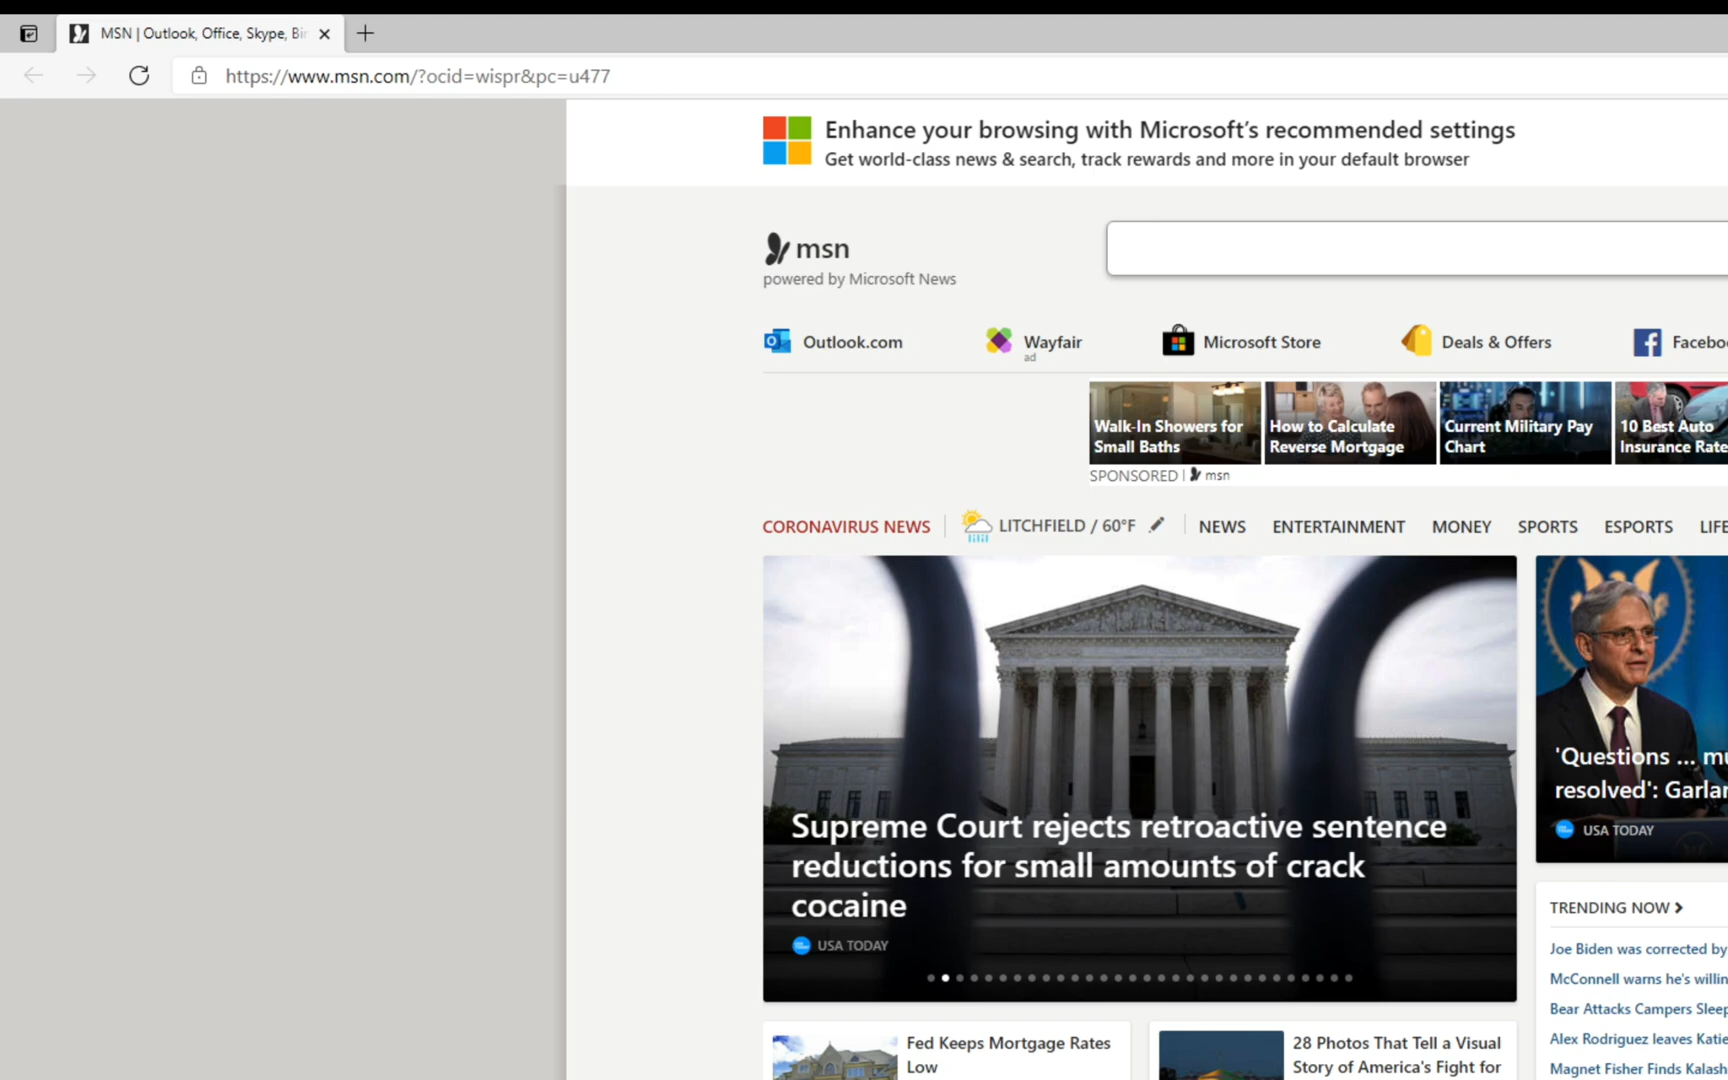 MSN | Outlook, Office, Skype, Bin
https://www.msn.com/?ocid=wispr&pc=u477
Enhance your browsing with Microsoft's recommended settings
Get world-class news & search, track rewards and more in your default browser
msn
powered by Microsoft News
Outlook.com
Wayfair
ad
Microsoft Store
Deals & Offers
Facebo
Walk-In Showers for
Small Baths
How to Calculate
Reverse Mortgage
Current Military Pay
Chart
10 Best Auto
Insurance Rate
SPONSORED | msn
CORONAVIRUS NEWS
LITCHFIELD / 60°F
NEWS
ENTERTAINMENT
MONEY
SPORTS
ESPORTS
LIFE
Supreme Court rejects retroactive sentence
reductions for small amounts of crack
cocaine
USA TODAY
'Questions ... mu
resolved': Garlan
USA TODAY
TRENDING NOW
Joe Biden was corrected by
McConnell warns he's willin
Bear Attacks Campers Sleep
Alex Rodriguez leaves Katie
Magnet Fisher Finds Kalash
Fed Keeps Mortgage Rates
Low
28 Photos That Tell a Visual
Story of America's Fight for